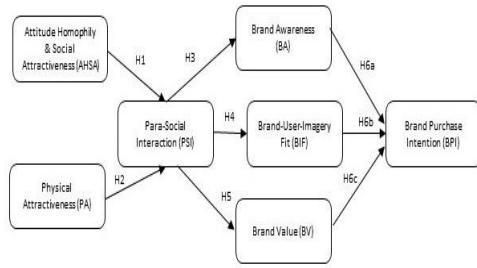 Attitude Homophily
& Social
Attractiveness (AHSA)
H1
H3
Brand Awareness
(BA)
H6a
Para-Social
Interaction (PSI)
H4
Brand-User-Imagery
Fit (BIF)
H6b
Brand Purchase
Intention (BPI)
Physical
Attractiveness (PA)
H2
H5
Brand Value (BV)
H6c